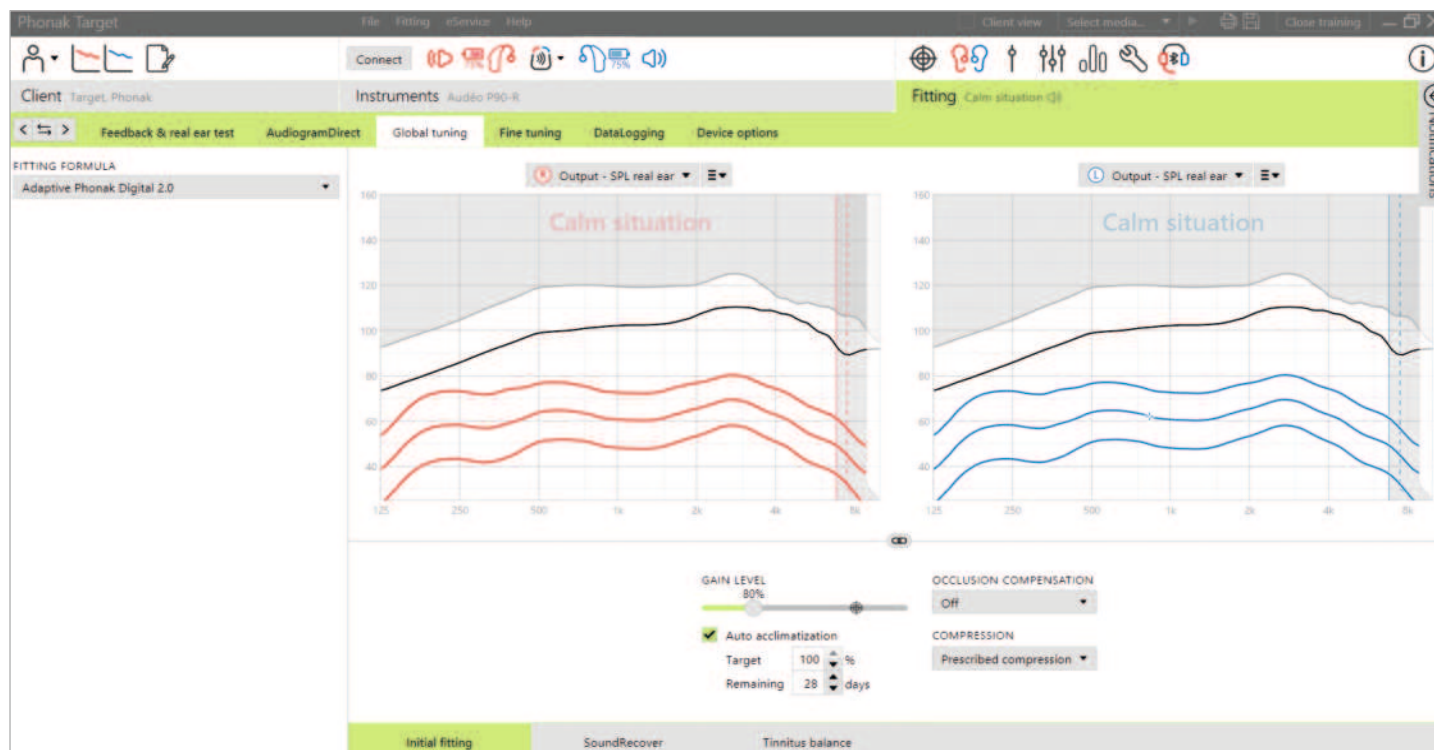 Phonak Target File Fitting eService Help Client view Select media... Close training
Connect 75% 75%
Client Target, Phonak Instruments Audéo P90-R Fitting Calm situation
Feedback & real ear test AudiogramDirect Global tuning Fine tuning DataLogging Device options
Notifications
FITTING FORMULA
Adaptive Phonak Digital 2.0
R Output - SPL real ear L Output - SPL real ear
Calm situation Calm situation
160 160
140 140
120 120
100 100
80 80
60 60
40 40
125 250 500 1k 2k 4k 8k 125 250 500 1k 2k 4k 8k
GAIN LEVEL OCCLUSION COMPENSATION
80%
Off
Auto acclimatization COMPRESSION
Target 100 % Prescribed compression
Remaining 28 days
Initial fitting SoundRecover Tinnitus balance